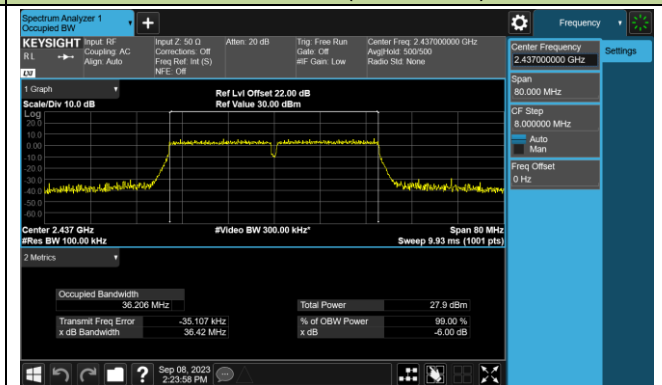 Spectrum Analyzer 1
Occupied BW
+
Frequency
KEYSIGHT
RL
LXI
Input: RF
Coupling: AC
Align: Auto
Input Z: 50 Ω
Corrections: Off
Freq Ref: Int (S)
NFE: Off
Atten: 20 dB
Trig: Free Run
Gate: Off
#IF Gain: Low
Center Freq: 2.437000000 GHz
Avg|Hold: 500/500
Radio Std: None
Center Frequency
2.437000000 GHz
Settings
Span
80.000 MHz
CF Step
8.000000 MHz
Auto
Man
Freq Offset
0 Hz
1 Graph
Scale/Div 10.0 dB
Ref Lvl Offset 22.00 dB
Ref Value 30.00 dBm
Log
20.0
10.0
0.00
-10.0
-20.0
-30.0
-40.0
-50.0
-60.0
Center 2.437 GHz
#Video BW 300.00 kHz*
Span 80 MHz
#Res BW 100.00 kHz
Sweep 9.93 ms (1001 pts)
2 Metrics
Occupied Bandwidth
36.206 MHz
Total Power 27.9 dBm
Transmit Freq Error -35.107 kHz
% of OBW Power 99.00 %
x dB Bandwidth 36.42 MHz
x dB -6.00 dB
?
Sep 08, 2023
2:23:58 PM